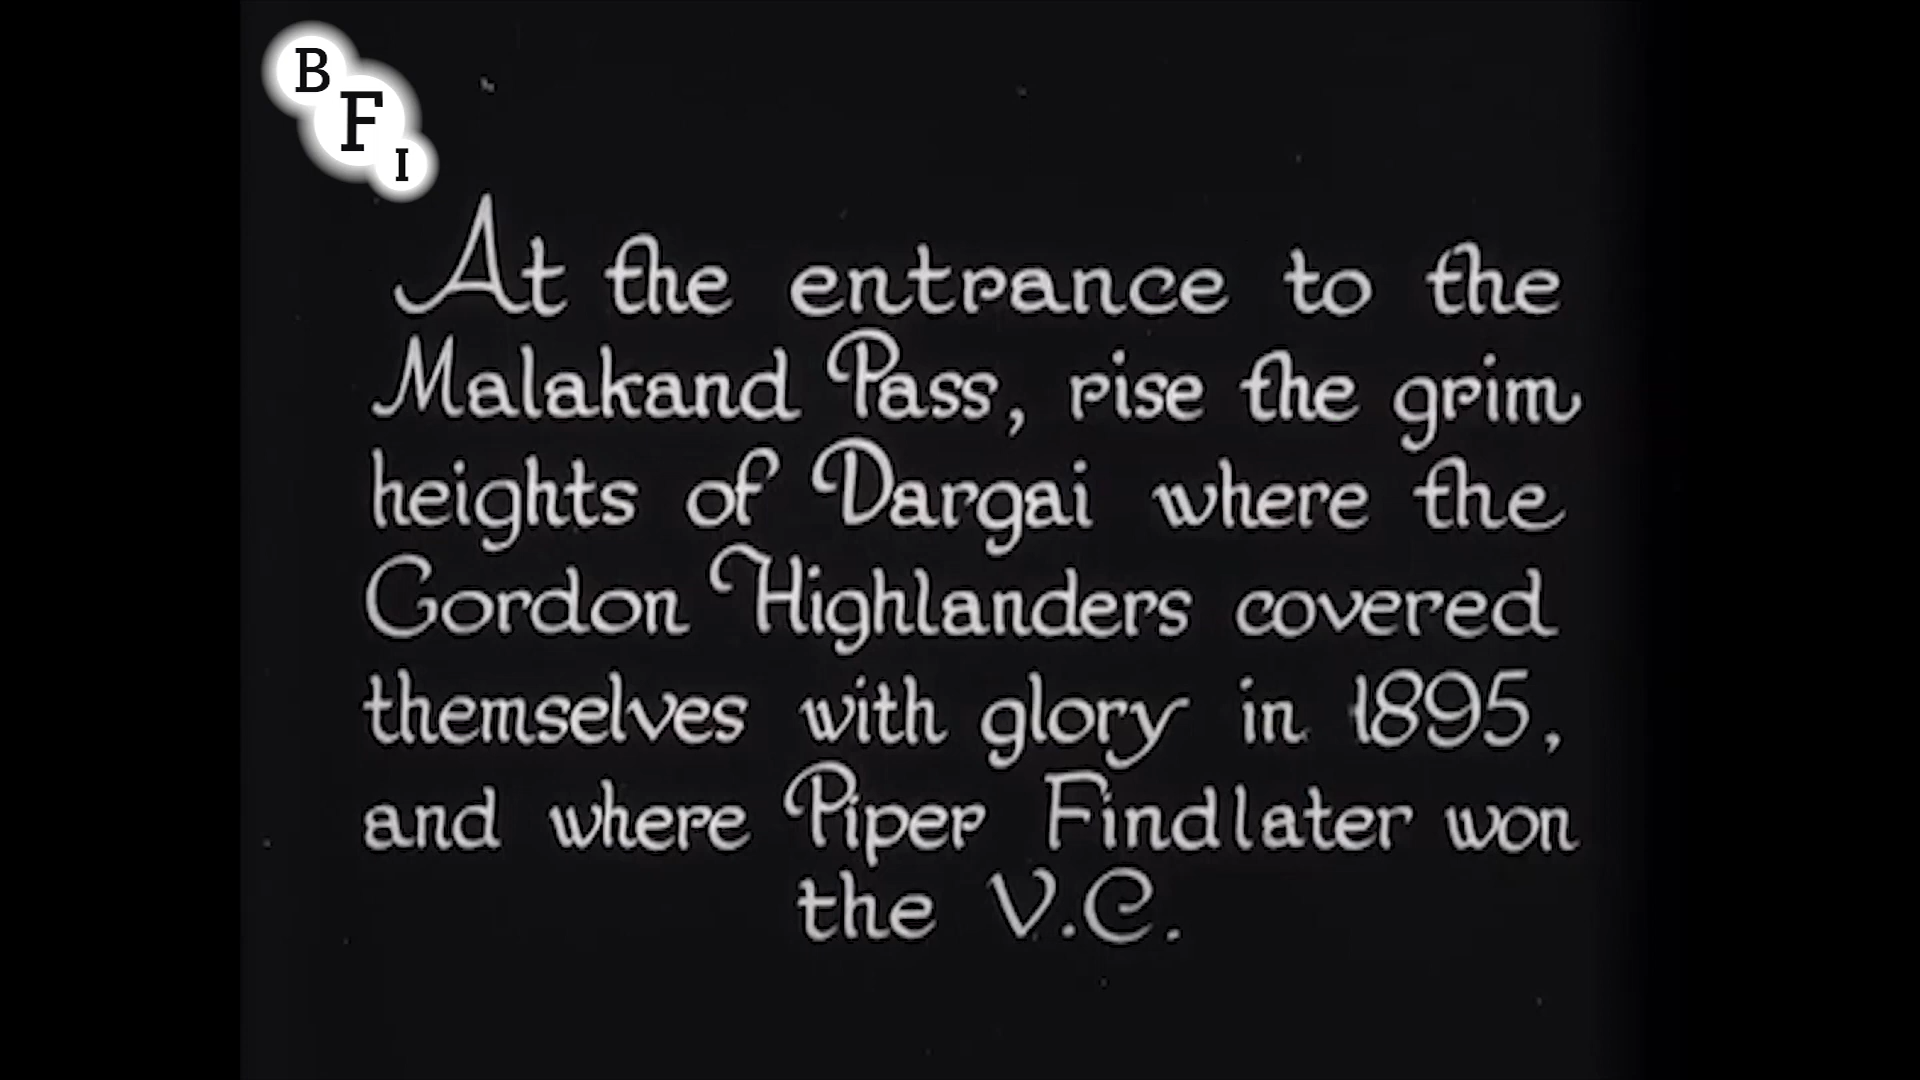 BFI
At the entrance to the
Malakand Pass, rise the grim
heights of Dargai where the
Gordon Highlanders covered
themselves with glory in 1895,
and where Piper Findlater won
the V.C.